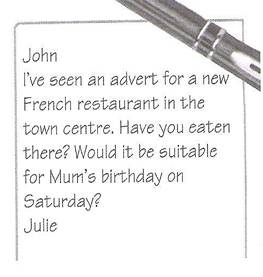 John
I've seen an advert for a new
French restaurant in the
town centre. Have you eaten
there? Would it be suitable
for Mum's birthday on
Saturday?
Julie